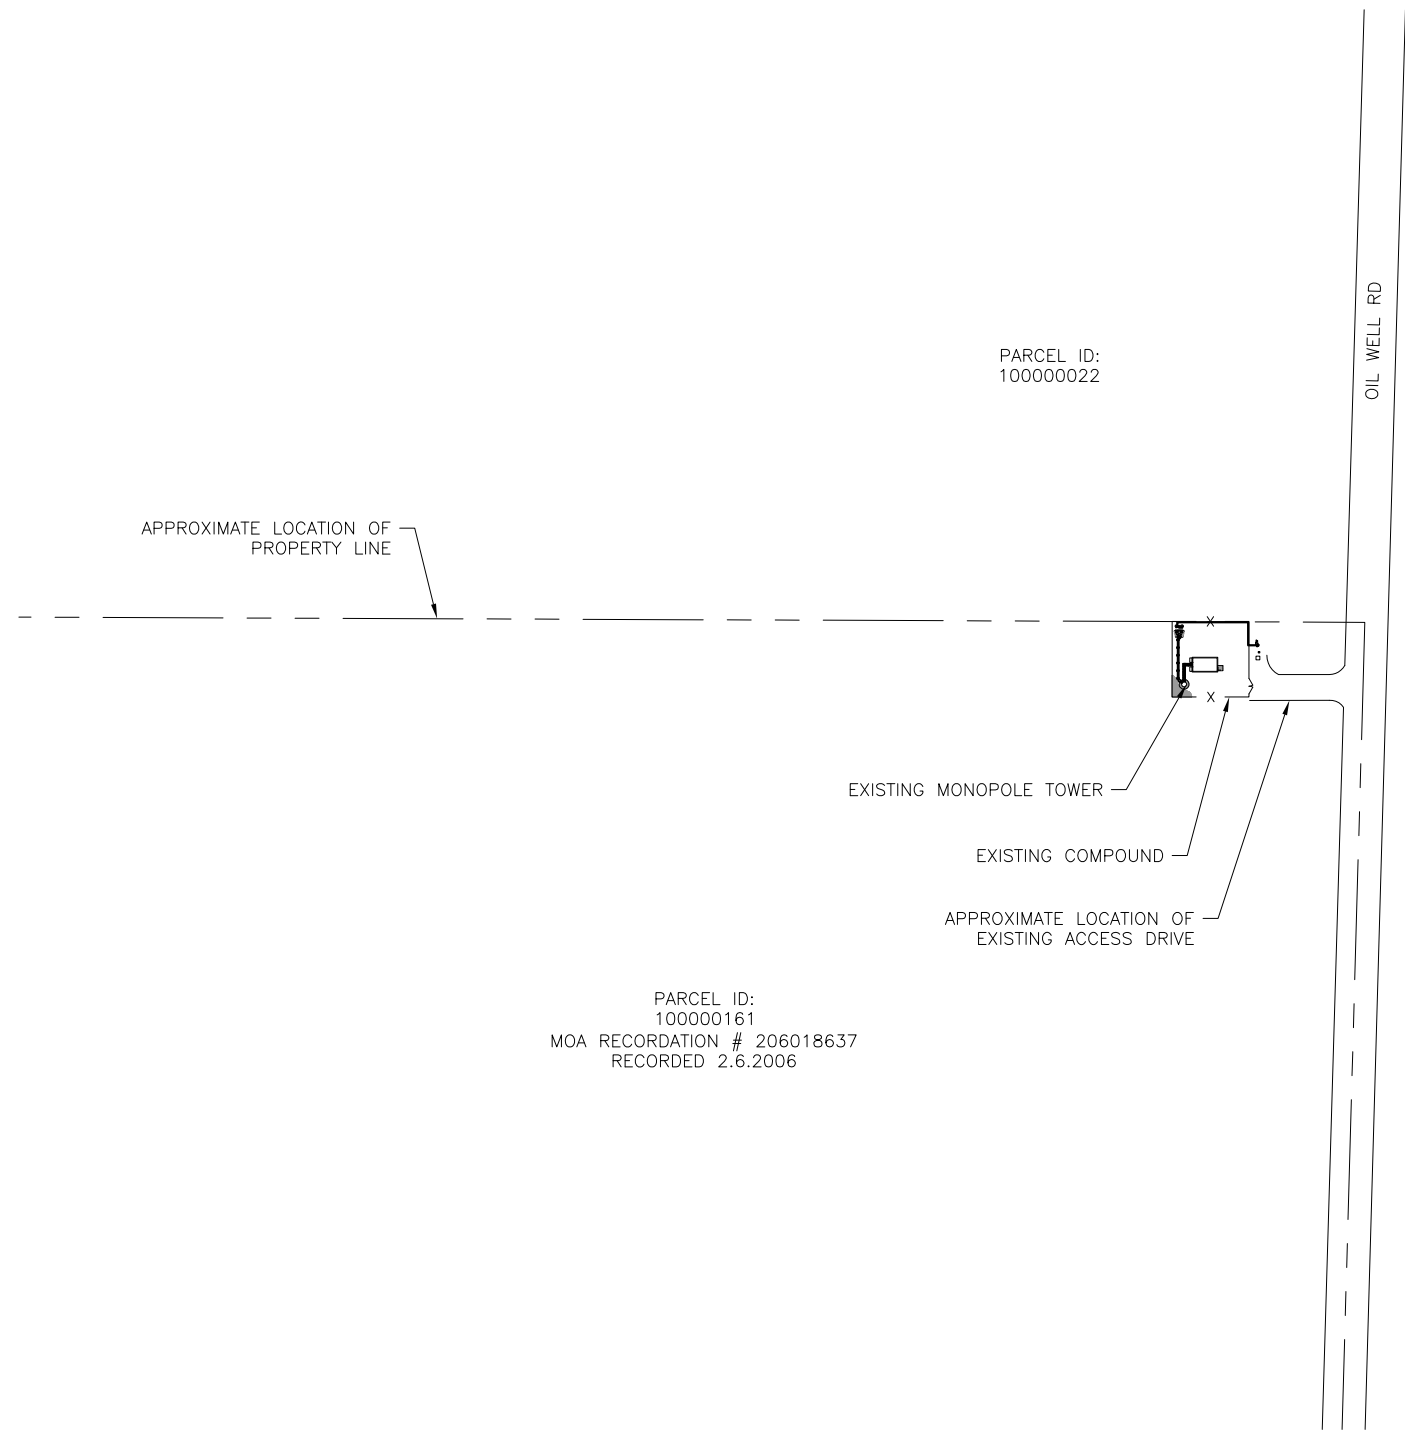 OIL WELL RD
PARCEL ID:
100000022
APPROXIMATE LOCATION OF
PROPERTY LINE
X
X
EXISTING MONOPOLE TOWER
EXISTING COMPOUND
APPROXIMATE LOCATION OF
EXISTING ACCESS DRIVE
PARCEL ID:
100000161
MOA RECORDATION # 206018637
RECORDED 2.6.2006